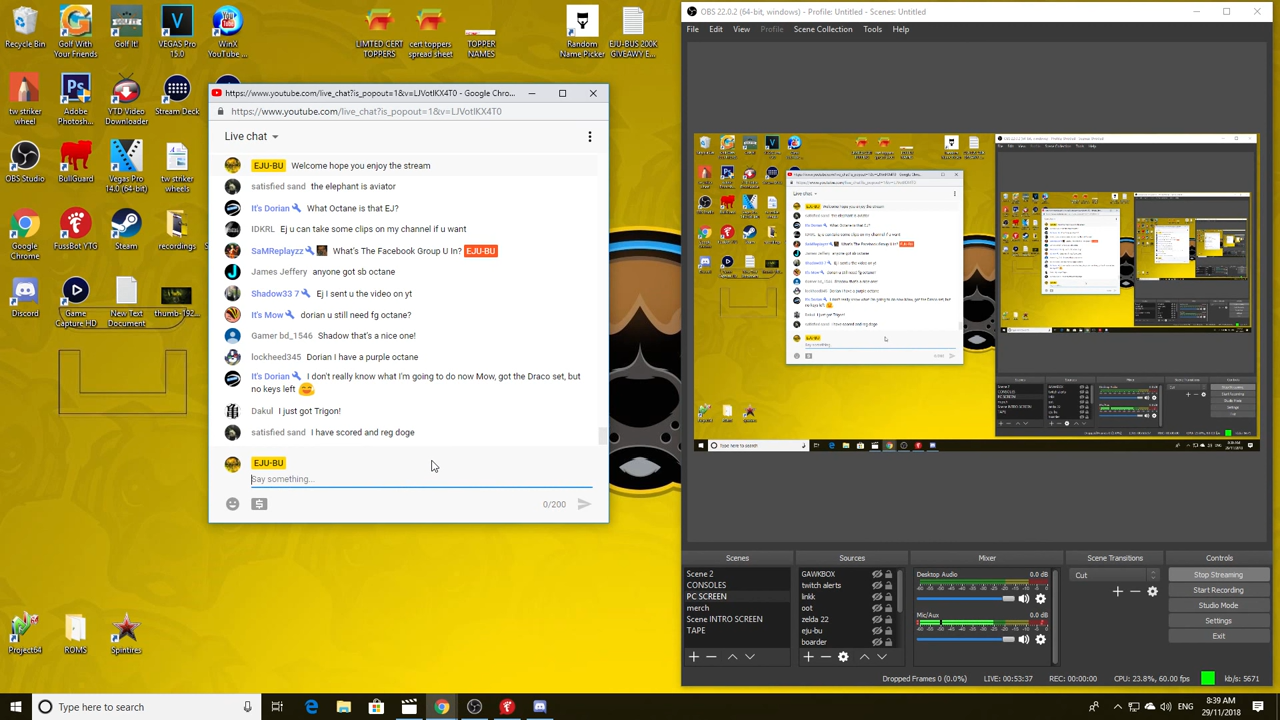 Recycle Bin
Golf With Your Friends
Golf It!
VEGAS Pro 15.0
WinX YouTube ...
LIMTED CERT TOPPERS
cert toppers spread sheet
TOPPER NAMES
Random Name Picker
EJU-BUS 200K GIVEAWY E...
tw striker wheel
Adobe Photosh...
YTD Video Downloader
Stream Deck
OBS Studio
BuildGuard
Vegas Pro 14.0 (64-bit)
tw striker wheels
Google Chrome
FussBot YTG
Steam
recordings
Discord
Game Capture HD
New Text Document
thumb-192...
Project64
ROMS
Splitfires
https://www.youtube.com/live_chat?is_popout=1&v=LJVotIKX4T0 - Google Chro...
https://www.youtube.com/live_chat?is_popout=1&v=LJVotIKX4T0
Live chat
EJU-BU Welcome hope you enjoy the stream
satisfied sand the elephant is aviator
It's Dorian What Octane is that EJ?
IDKRL Ej u can take some clips on my channel if u want
SaMReplayzz What's The Facebook Group U In? EJU-BU
James Jeffery anyone got sb octane
Shadow33 7 Ej i sent the video on yt
It's Mow dorian u still need fg octane?
Gamer bd_1546 Shadow that's a nice one!
lockheed345 Dorian I have a purple octane
It's Dorian I don't really know what I'm going to do now Mow, got the Draco set, but
no keys left
Dakul I just got Trigon!
satisfied sand I have scored and reg doge
EJU-BU
Say something...
0/200
OBS 22.0.2 (64-bit, windows) - Profile: Untitled - Scenes: Untitled
File Edit View Profile Scene Collection Tools Help
Scenes
Scene 2
CONSOLES
PC SCREEN
merch
Scene INTRO SCREEN
TAPE
Sources
GAWKBOX
twitch alerts
linkk
oot
zelda 22
eju-bu
boarder
Mixer
Desktop Audio 0.0 dB
Mic/Aux 0.0 dB
Scene Transitions
Cut
Controls
Stop Streaming
Start Recording
Studio Mode
Settings
Exit
Dropped Frames 0 (0.0%) LIVE: 00:53:37 REC: 00:00:00 CPU: 23.8%, 60.00 fps kb/s: 5671
Type here to search
ENG
8:39 AM
29/11/2018